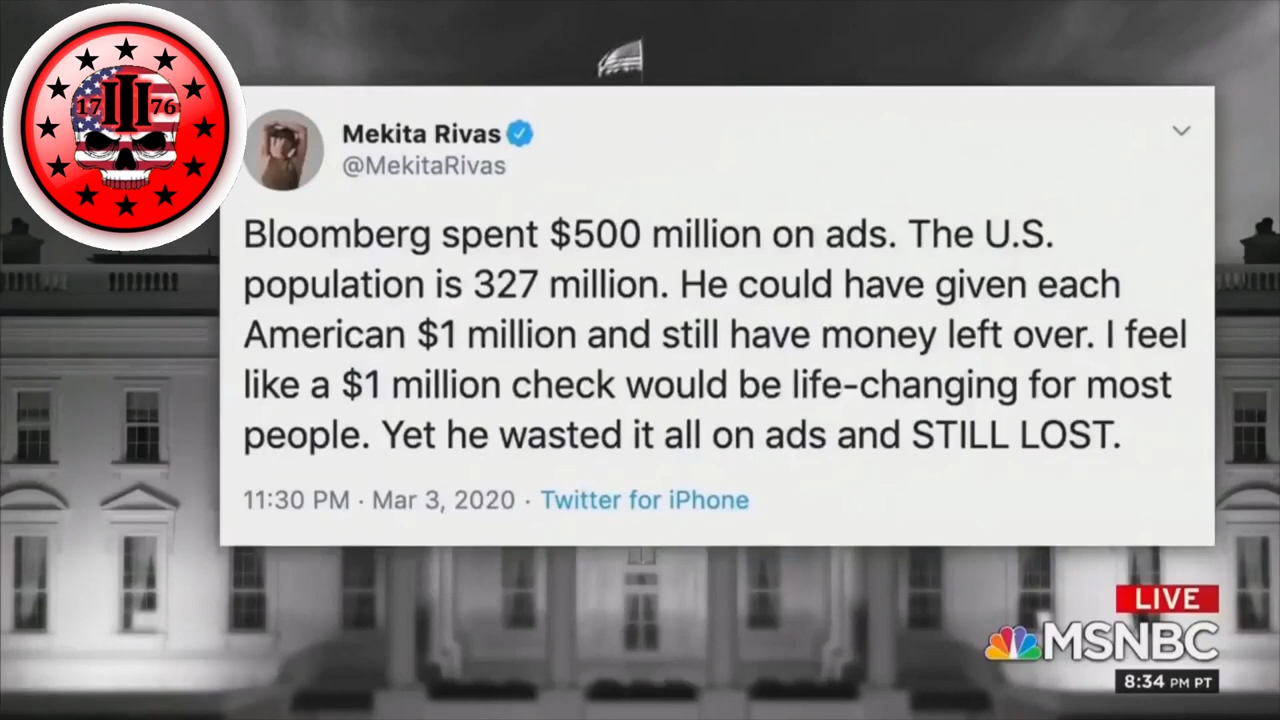 17 III 76
Mekita Rivas
@MekitaRivas
Bloomberg spent $500 million on ads. The U.S.
population is 327 million. He could have given each
American $1 million and still have money left over. I feel
like a $1 million check would be life-changing for most
people. Yet he wasted it all on ads and STILL LOST.
11:30 PM · Mar 3, 2020 · Twitter for iPhone
LIVE
MSNBC
8:34 PM PT